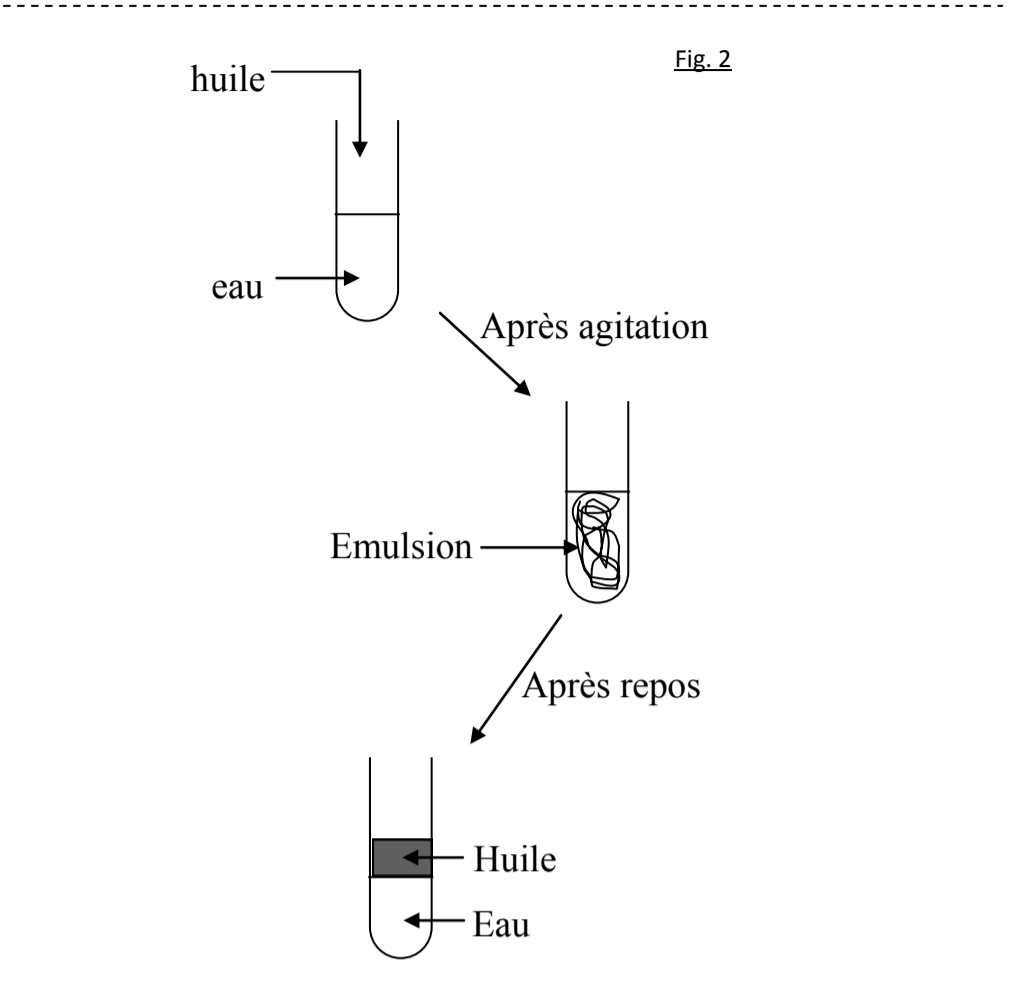 Fig. 2
huile
eau
Après agitation
Emulsion
Après repos
Huile
Eau